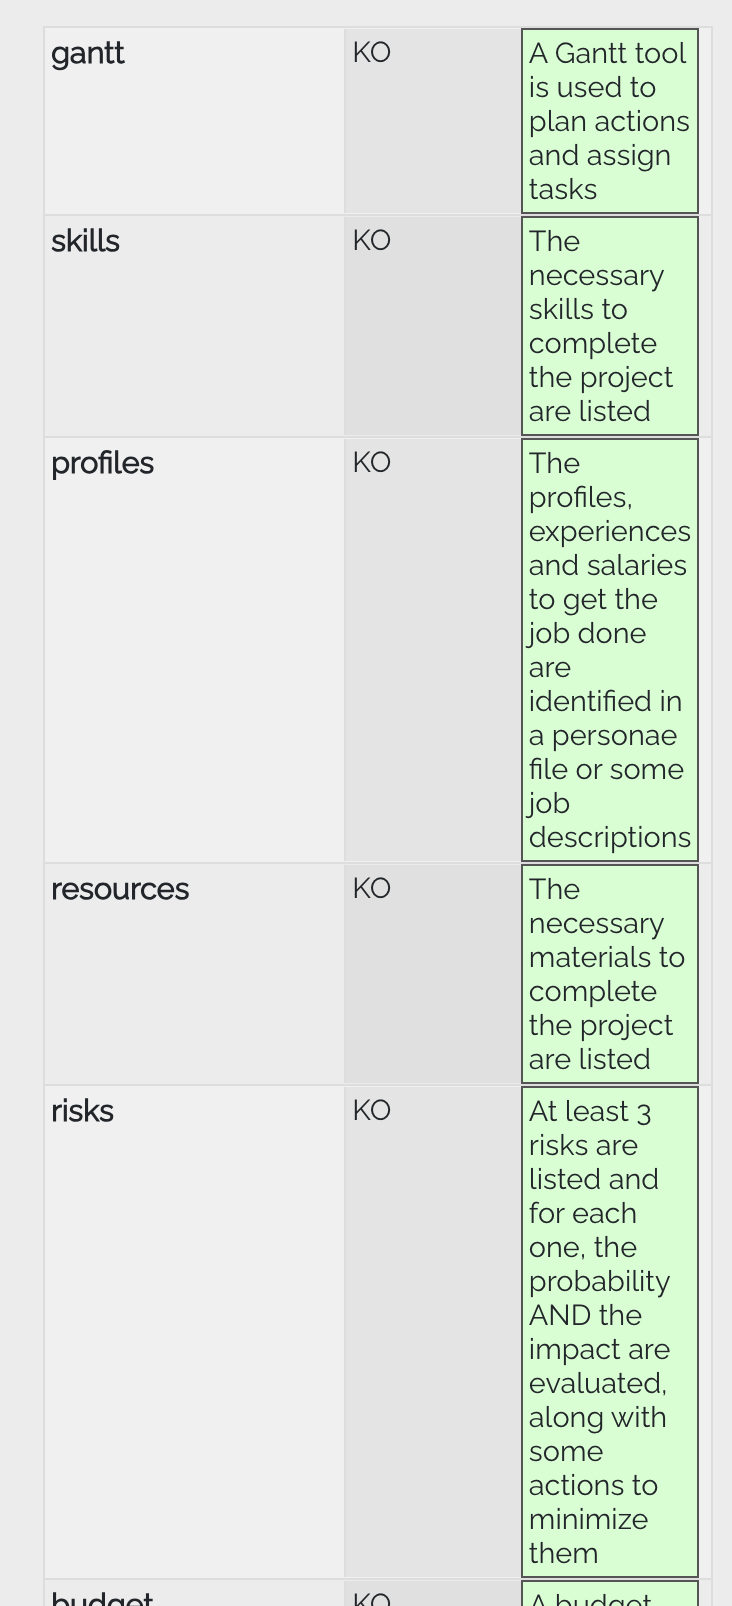 gantt
KO
A Gantt tool
is used to
plan actions
and assign
tasks
skills
KO
The
necessary
skills to
complete
the project
are listed
profiles
KO
The
profiles,
experiences
and salaries
to get the
job done
are
identified in
a personae
file or some
job
descriptions
resources
KO
The
necessary
materials to
complete
the project
are listed
risks
KO
At least 3
risks are
listed and
for each
one, the
probability
AND the
impact are
evaluated,
along with
some
actions to
minimize
them
budget
KO
A budget